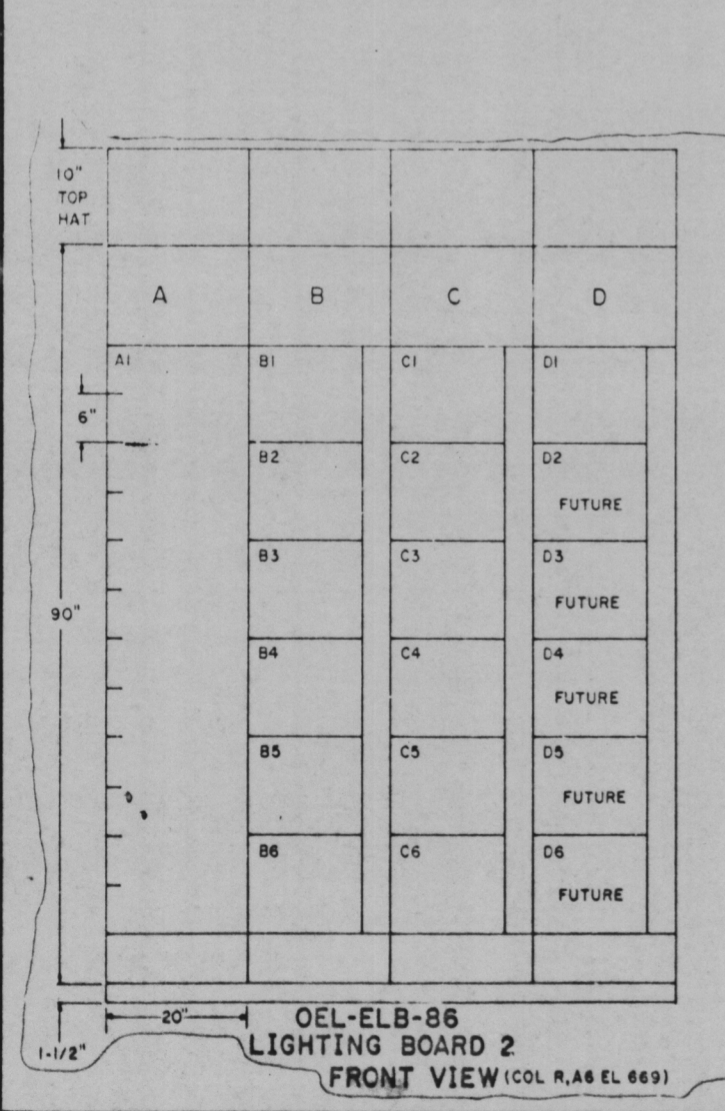 10"
TOP
HAT
A B C D
A1 B1 C1 D1
6"
B2 C2 D2
FUTURE
B3 C3 D3
FUTURE
90"
B4 C4 D4
FUTURE
B5 C5 D5
FUTURE
B6 C6 D6
FUTURE
20"
1-1/2"
OEL-ELB-86
LIGHTING BOARD 2
FRONT VIEW (COL R,A6 EL 669)